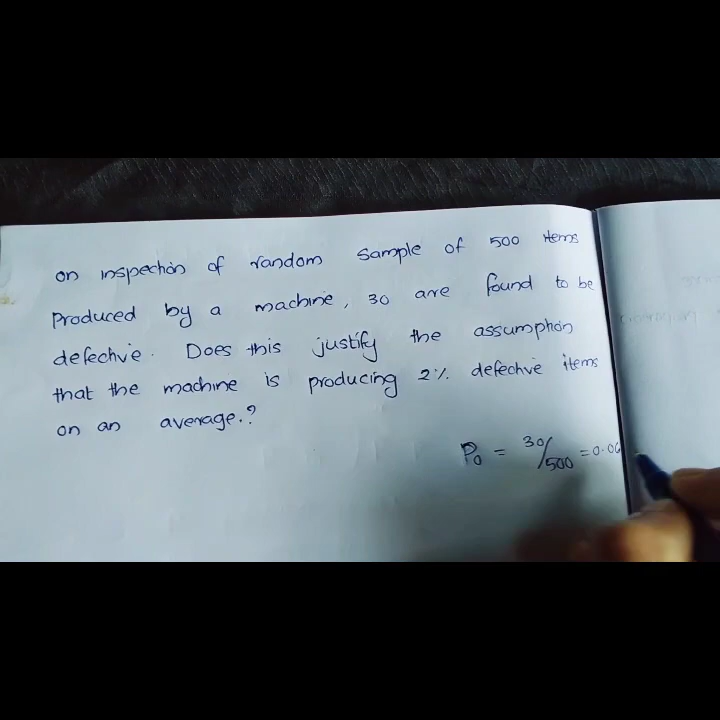 on inspection of random sample of 500 items
produced by a machine, 30 are found to be
defective. Does this justify the assumption
that the machine is producing 2% defective items
on an average.?
P₀ = 30/500 = 0.06